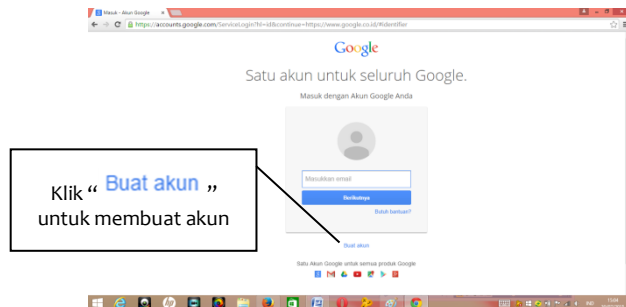 Masuk - Akun Google
https://accounts.google.com/ServiceLogin?hl=id&continue=https://www.google.co.id/#identifier
Google
Satu akun untuk seluruh Google.
Masuk dengan Akun Google Anda
Masukkan email
Berikutnya
Butuh bantuan?
Buat akun
Satu Akun Google untuk semua produk Google
Klik “ Buat akun ”
untuk membuat akun